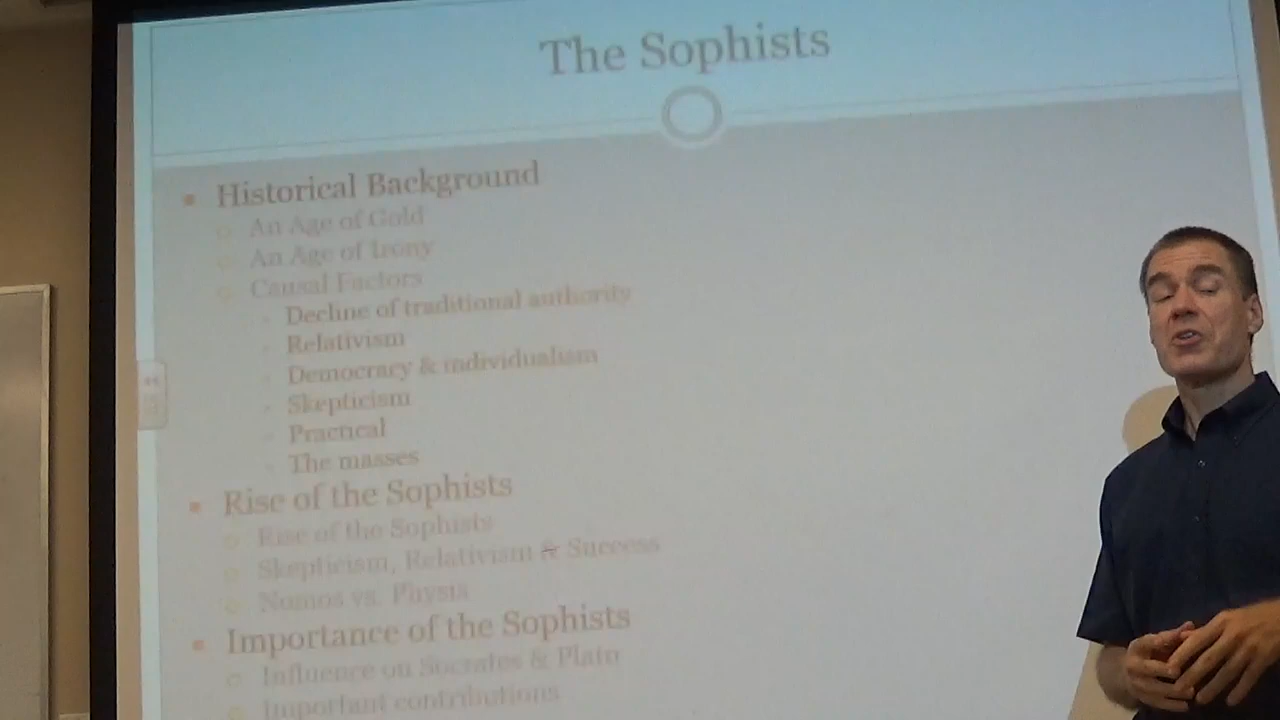 The Sophists
Historical Background
An Age of Gold
An Age of Irony
Causal Factors
Decline of traditional authority
Relativism
Democracy & individualism
Skepticism
Practical
The masses
Rise of the Sophists
Rise of the Sophists
Skepticism, Relativism & Success
Nomos vs. Physis
Importance of the Sophists
Influence on Socrates & Plato
Important contributions